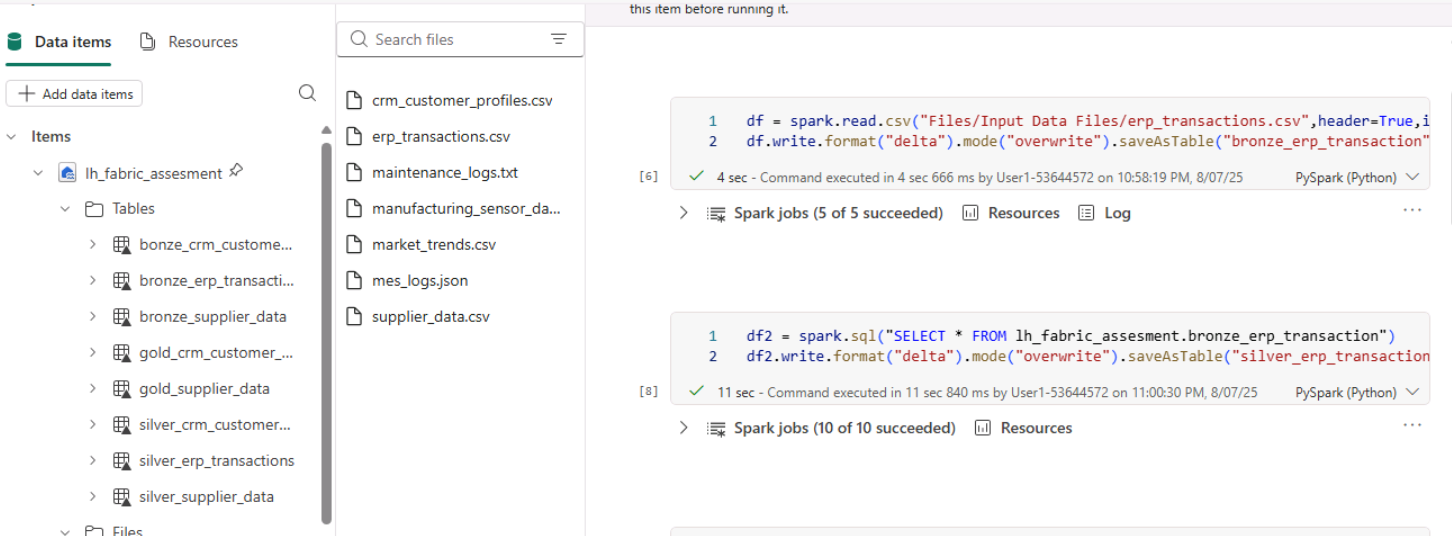 this item before running it.
Data items
Resources
Search files
Add data items
Items
lh_fabric_assesment
Tables
bonze_crm_custome...
bronze_erp_transacti...
bronze_supplier_data
gold_crm_customer_...
gold_supplier_data
silver_crm_customer...
silver_erp_transactions
silver_supplier_data
Files
crm_customer_profiles.csv
erp_transactions.csv
maintenance_logs.txt
manufacturing_sensor_da...
market_trends.csv
mes_logs.json
supplier_data.csv
1 df = spark.read.csv("Files/Input Data Files/erp_transactions.csv",header=True,i
2 df.write.format("delta").mode("overwrite").saveAsTable("bronze_erp_transaction"
[6] 4 sec - Command executed in 4 sec 666 ms by User1-53644572 on 10:58:19 PM, 8/07/25 PySpark (Python)
Spark jobs (5 of 5 succeeded) Resources Log
1 df2 = spark.sql("SELECT * FROM lh_fabric_assesment.bronze_erp_transaction")
2 df2.write.format("delta").mode("overwrite").saveAsTable("silver_erp_transaction
[8] 11 sec - Command executed in 11 sec 840 ms by User1-53644572 on 11:00:30 PM, 8/07/25 PySpark (Python)
Spark jobs (10 of 10 succeeded) Resources